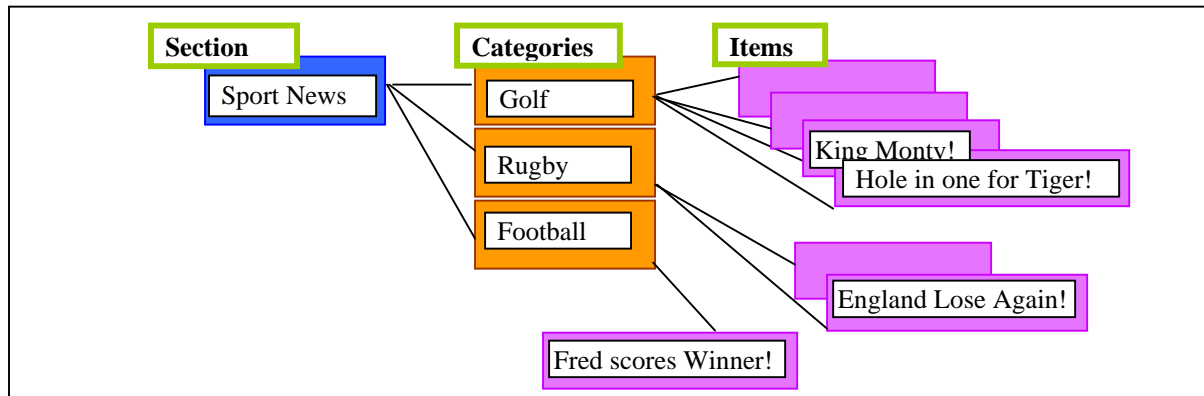 Section
Categories
Items
Sport News
Golf
Rugby
Football
King Monty!
Hole in one for Tiger!
England Lose Again!
Fred scores Winner!